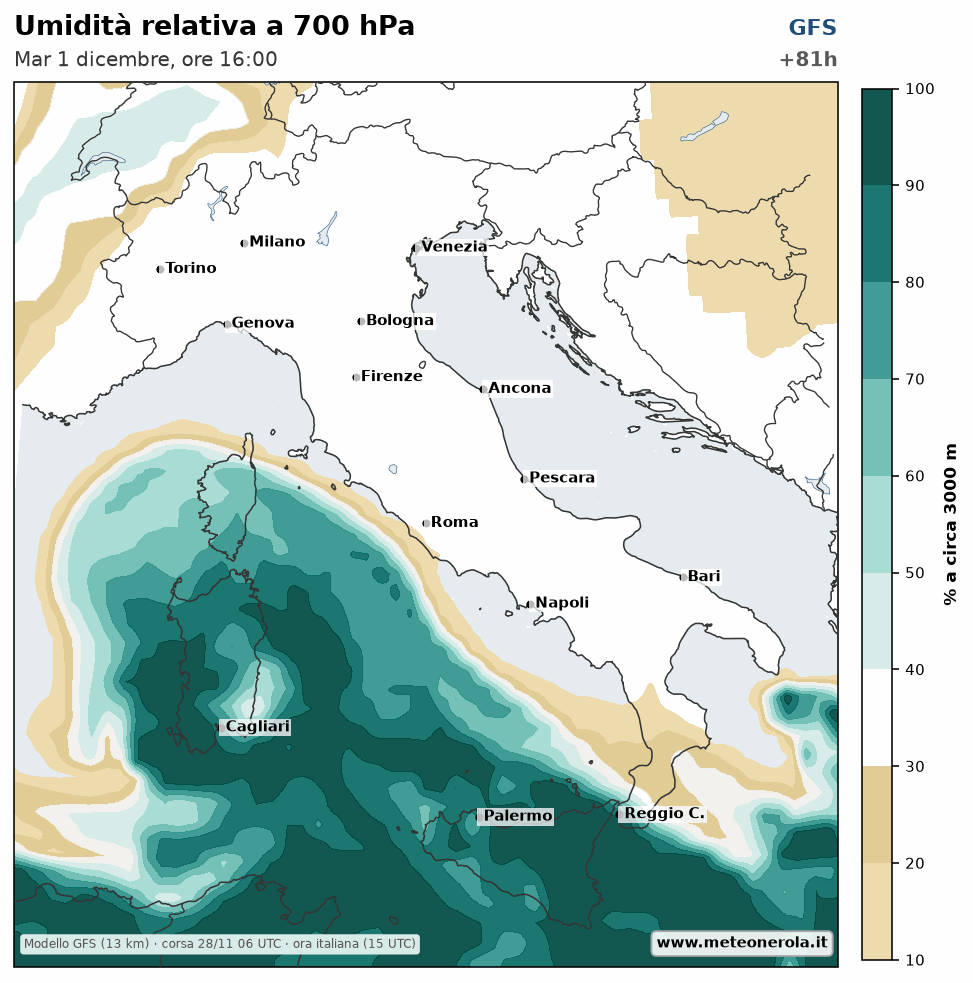 Umidità relativa a 700 hPa
GFS
Mar 1 dicembre, ore 16:00
+81h
100
90
80
70
60
50
40
30
20
10
% a circa 3000 m
Milano
Venezia
Torino
Genova
Bologna
Firenze
Ancona
Pescara
Roma
Bari
Napoli
Cagliari
Palermo
Reggio C.
Modello GFS (13 km) · corsa 28/11 06 UTC · ora italiana (15 UTC)
www.meteonerola.it